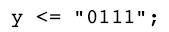 y <= "0111";